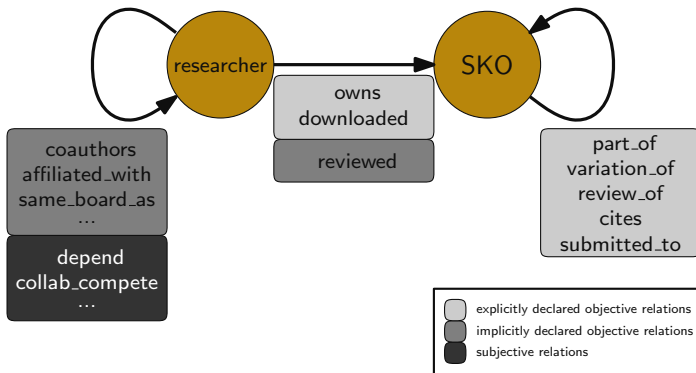 researcher
SKO
owns
downloaded
reviewed
coauthors
affiliated_with
same_board_as
...
depend
collab_compete
...
part_of
variation_of
review_of
cites
submitted_to
explicitly declared objective relations
implicitly declared objective relations
subjective relations